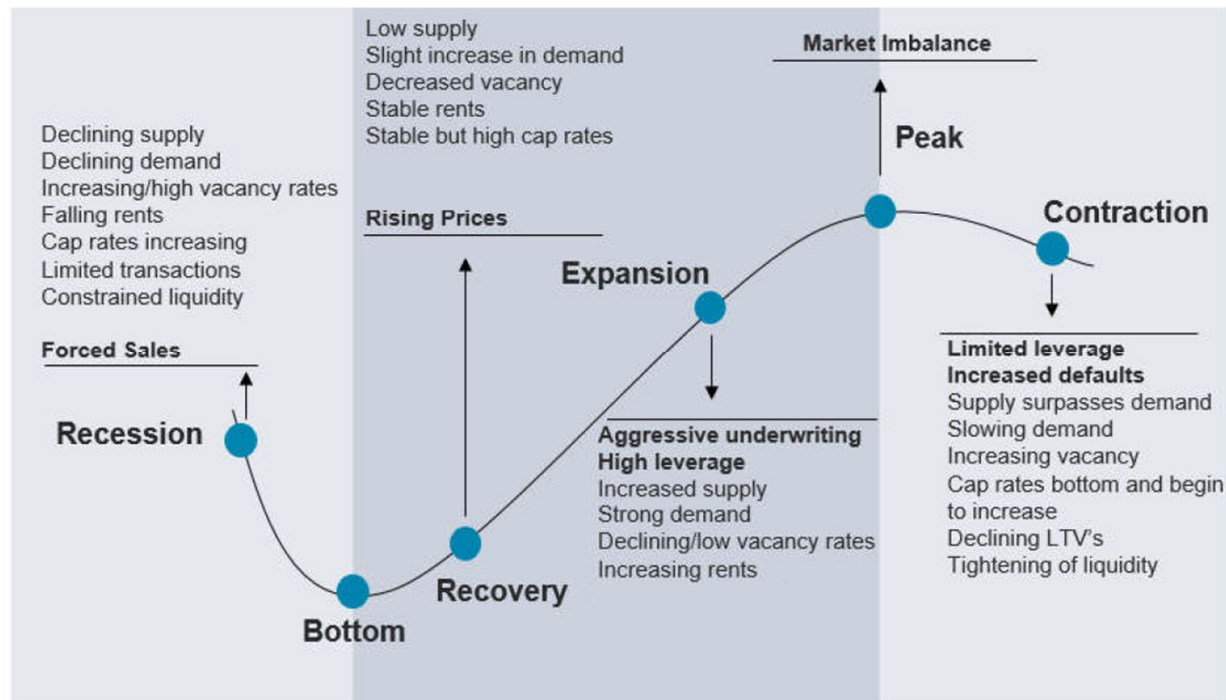 Declining supply
Declining demand
Increasing/high vacancy rates
Falling rents
Cap rates increasing
Limited transactions
Constrained liquidity
Forced Sales
Recession
Bottom
Low supply
Slight increase in demand
Decreased vacancy
Stable rents
Stable but high cap rates
Rising Prices
Recovery
Expansion
Aggressive underwriting
High leverage
Increased supply
Strong demand
Declining/low vacancy rates
Increasing rents
Market Imbalance
Peak
Contraction
Limited leverage
Increased defaults
Supply surpasses demand
Slowing demand
Increasing vacancy
Cap rates bottom and begin
to increase
Declining LTV's
Tightening of liquidity